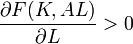 ∂F(K, AL)/∂L > 0